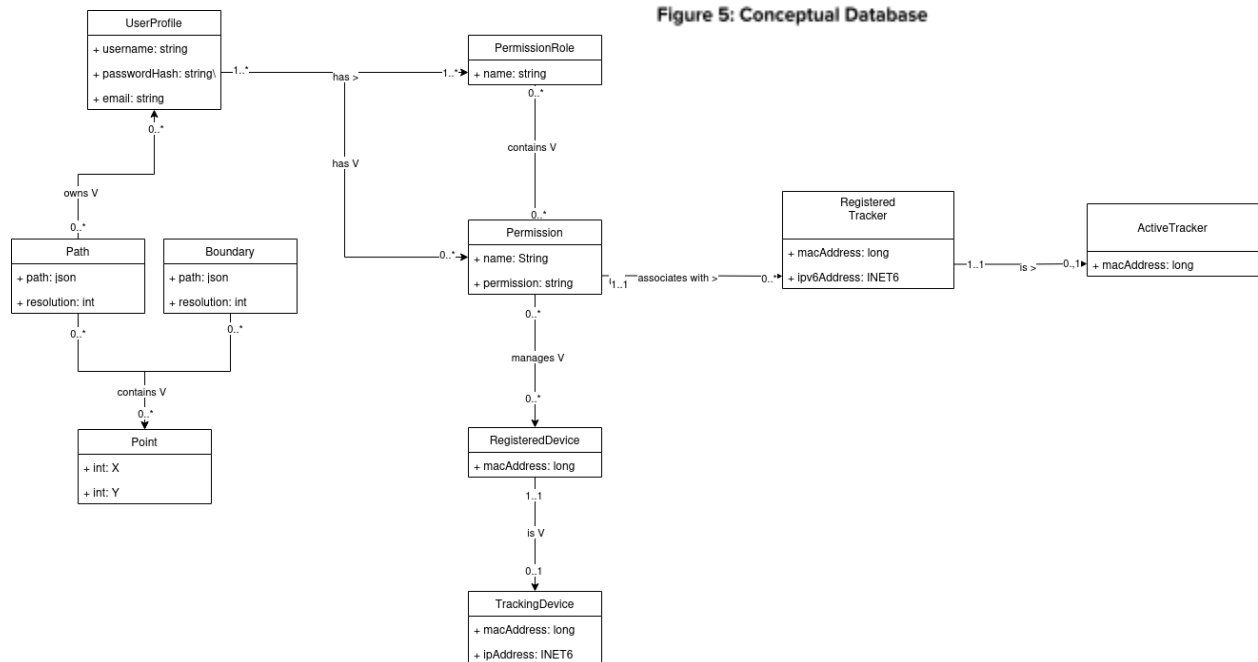 Figure 5: Conceptual Database
UserProfile
+ username: string
+ passwordHash: string\
+ email: string
1..*
has >
1..*
PermissionRole
+ name: string
0..*
contains V
0..*
has V
0..*
0..*
owns V
0..*
Path
+ path: json
+ resolution: int
0..*
Boundary
+ path: json
+ resolution: int
0..*
contains V
0..*
Point
+ int: X
+ int: Y
Permission
+ name: String
+ permission: string
1..1
associates with >
0..*
Registered
Tracker
+ macAddress: long
+ ipv6Address: INET6
1..1
is >
0.,1
ActiveTracker
+ macAddress: long
0..*
manages V
0..*
RegisteredDevice
+ macAddress: long
1..1
is V
0..1
TrackingDevice
+ macAddress: long
+ ipAddress: INET6